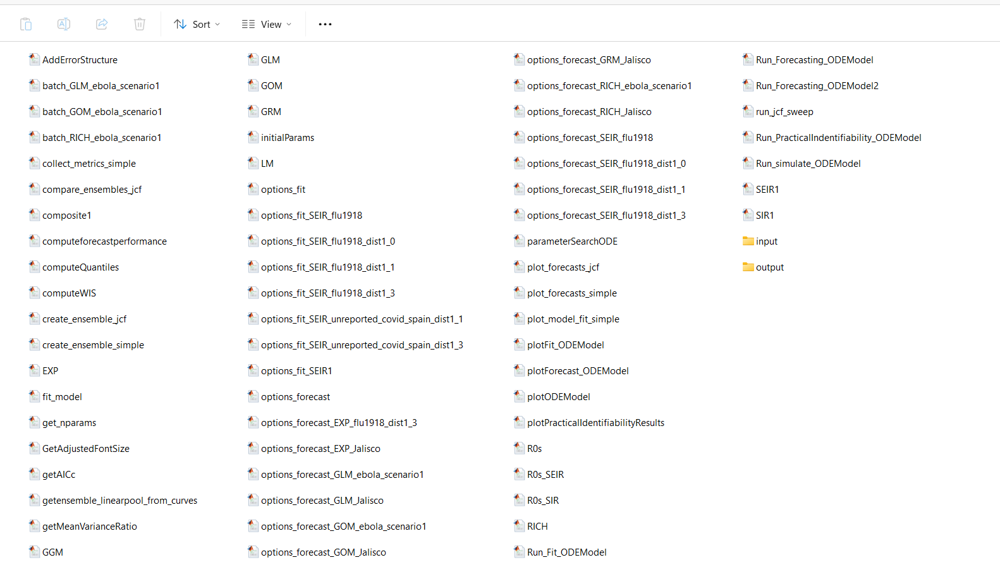 Sort
View
AddErrorStructure
batch_GLM_ebola_scenario1
batch_GOM_ebola_scenario1
batch_RICH_ebola_scenario1
collect_metrics_simple
compare_ensembles_jcf
composite1
computeforecastperformance
computeQuantiles
computeWIS
create_ensemble_jcf
create_ensemble_simple
EXP
fit_model
get_nparams
GetAdjustedFontSize
getAICc
getensemble_linearpool_from_curves
getMeanVarianceRatio
GGM
GLM
GOM
GRM
initialParams
LM
options_fit
options_fit_SEIR_flu1918
options_fit_SEIR_flu1918_dist1_0
options_fit_SEIR_flu1918_dist1_1
options_fit_SEIR_flu1918_dist1_3
options_fit_SEIR_unreported_covid_spain_dist1_1
options_fit_SEIR_unreported_covid_spain_dist1_3
options_fit_SEIR1
options_forecast
options_forecast_EXP_flu1918_dist1_3
options_forecast_EXP_Jalisco
options_forecast_GLM_ebola_scenario1
options_forecast_GLM_Jalisco
options_forecast_GOM_ebola_scenario1
options_forecast_GOM_Jalisco
options_forecast_GRM_Jalisco
options_forecast_RICH_ebola_scenario1
options_forecast_RICH_Jalisco
options_forecast_SEIR_flu1918
options_forecast_SEIR_flu1918_dist1_0
options_forecast_SEIR_flu1918_dist1_1
options_forecast_SEIR_flu1918_dist1_3
parameterSearchODE
plot_forecasts_jcf
plot_forecasts_simple
plot_model_fit_simple
plotFit_ODEModel
plotForecast_ODEModel
plotODEModel
plotPracticalIdentifiabilityResults
R0s
R0s_SEIR
R0s_SIR
RICH
Run_Fit_ODEModel
Run_Forecasting_ODEModel
Run_Forecasting_ODEModel2
run_jcf_sweep
Run_PracticalIndentifiability_ODEModel
Run_simulate_ODEModel
SEIR1
SIR1
input
output